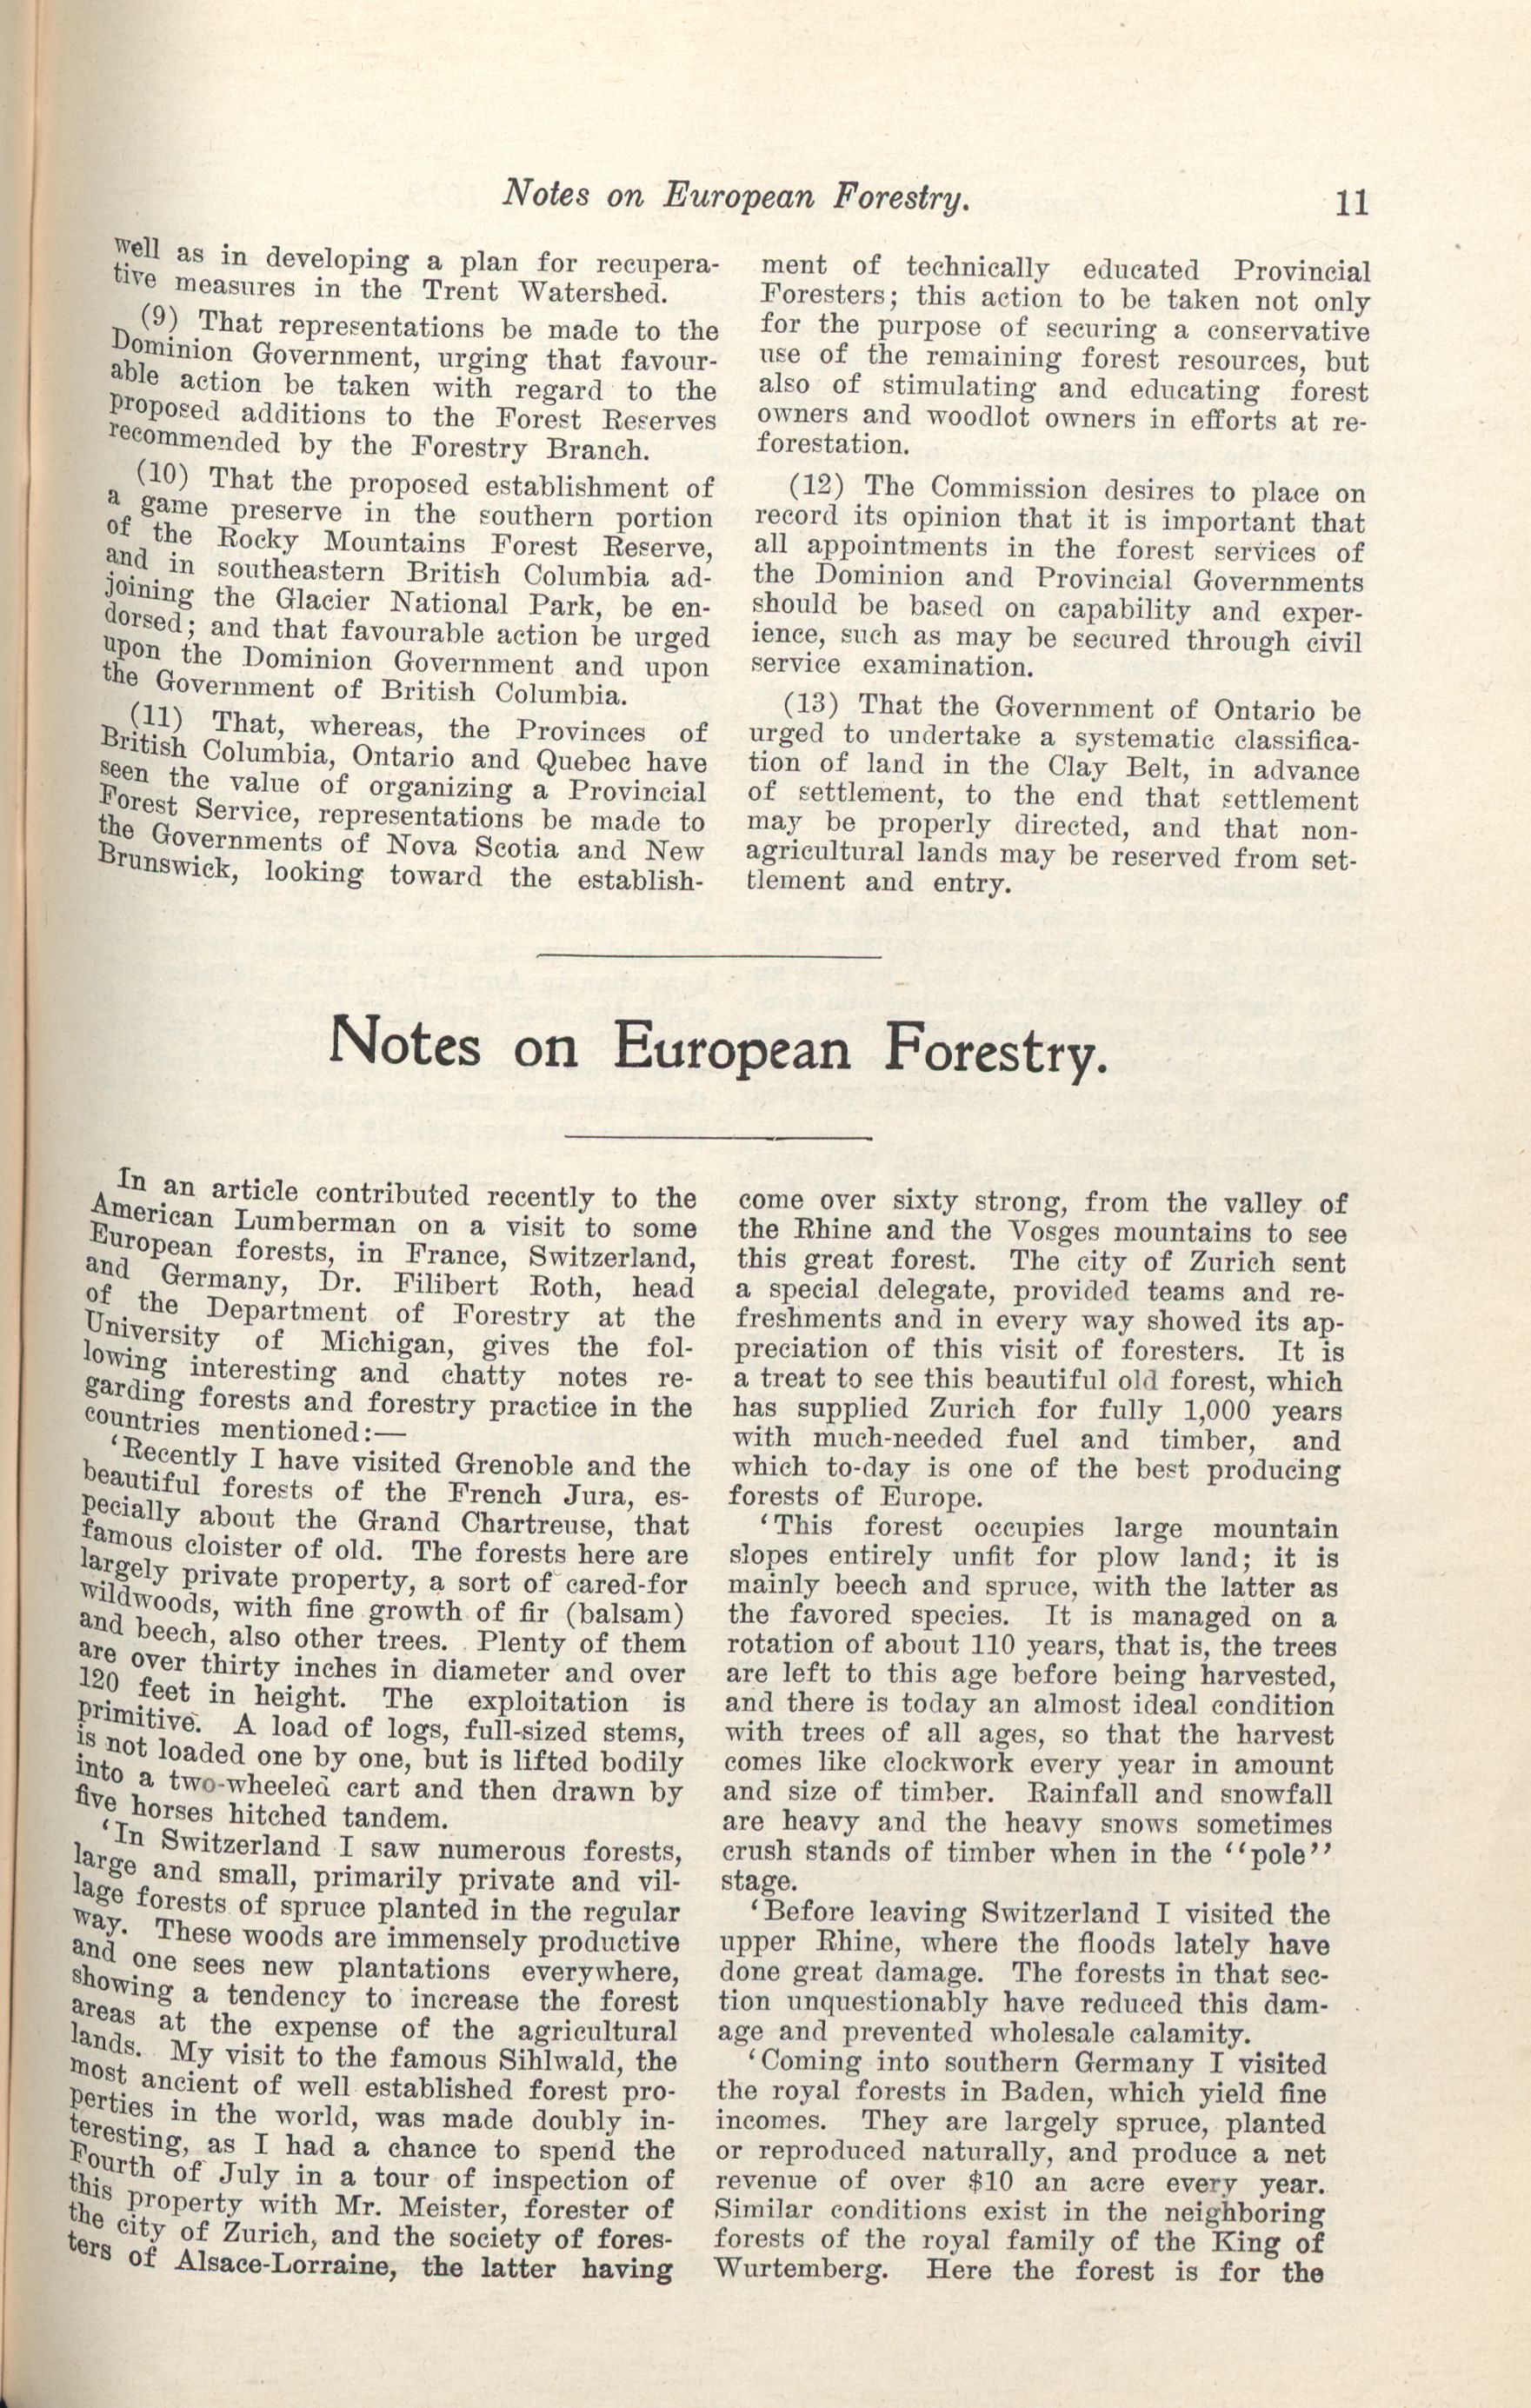 Notes on European Forestry.
11
well as in developing a plan for recupera-
tive measures in the Trent Watershed.
(9) That representations be made to the
Dominion Government, urging that favour-
able action be taken with regard to the
proposed additions to the Forest Reserves
recommended by the Forestry Branch.
(10) That the proposed establishment of
a game preserve in the southern portion
of the Rocky Mountains Forest Reserve,
and in southeastern British Columbia ad-
joining the Glacier National Park, be en-
dorsed; and that favourable action be urged
upon the Dominion Government and upon
the Government of British Columbia.
(11) That, whereas, the Provinces of
British Columbia, Ontario and Quebec have
seen the value of organizing a Provincial
Forest Service, representations be made to
the Governments of Nova Scotia and New
Brunswick, looking toward the establish-
ment of technically educated Provincial
Foresters; this action to be taken not only
for the purpose of securing a conservative
use of the remaining forest resources, but
also of stimulating and educating forest
owners and woodlot owners in efforts at re-
forestation.
(12) The Commission desires to place on
record its opinion that it is important that
all appointments in the forest services of
the Dominion and Provincial Governments
should be based on capability and exper-
ience, such as may be secured through civil
service examination.
(13) That the Government of Ontario be
urged to undertake a systematic classifica-
tion of land in the Clay Belt, in advance
of settlement, to the end that settlement
may be properly directed, and that non-
agricultural lands may be reserved from set-
tlement and entry.
Notes on European Forestry.
In an article contributed recently to the
American Lumberman on a visit to some
European forests, in France, Switzerland,
and Germany, Dr. Filibert Roth, head
of the Department of Forestry at the
University of Michigan, gives the fol-
lowing interesting and chatty notes re-
garding forests and forestry practice in the
countries mentioned:—
'Recently I have visited Grenoble and the
beautiful forests of the French Jura, es-
pecially about the Grand Chartreuse, that
famous cloister of old. The forests here are
largely private property, a sort of cared-for
wildwoods, with fine growth of fir (balsam)
and beech, also other trees. Plenty of them
are over thirty inches in diameter and over
120 feet in height. The exploitation is
primitive. A load of logs, full-sized stems,
is not loaded one by one, but is lifted bodily
into a two-wheeled cart and then drawn by
five horses hitched tandem.
'In Switzerland I saw numerous forests,
large and small, primarily private and vil-
lage forests of spruce planted in the regular
way. These woods are immensely productive
and one sees new plantations everywhere,
showing a tendency to increase the forest
areas at the expense of the agricultural
lands. My visit to the famous Sihlwald, the
most ancient of well established forest pro-
perties in the world, was made doubly in-
teresting, as I had a chance to spend the
Fourth of July in a tour of inspection of
this property with Mr. Meister, forester of
the city of Zurich, and the society of fores-
ters of Alsace-Lorraine, the latter having
come over sixty strong, from the valley of
the Rhine and the Vosges mountains to see
this great forest. The city of Zurich sent
a special delegate, provided teams and re-
freshments and in every way showed its ap-
preciation of this visit of foresters. It is
a treat to see this beautiful old forest, which
has supplied Zurich for fully 1,000 years
with much-needed fuel and timber, and
which to-day is one of the best producing
forests of Europe.
'This forest occupies large mountain
slopes entirely unfit for plow land; it is
mainly beech and spruce, with the latter as
the favored species. It is managed on a
rotation of about 110 years, that is, the trees
are left to this age before being harvested,
and there is today an almost ideal condition
with trees of all ages, so that the harvest
comes like clockwork every year in amount
and size of timber. Rainfall and snowfall
are heavy and the heavy snows sometimes
crush stands of timber when in the ''pole''
stage.
'Before leaving Switzerland I visited the
upper Rhine, where the floods lately have
done great damage. The forests in that sec-
tion unquestionably have reduced this dam-
age and prevented wholesale calamity.
'Coming into southern Germany I visited
the royal forests in Baden, which yield fine
incomes. They are largely spruce, planted
or reproduced naturally, and produce a net
revenue of over $10 an acre every year.
Similar conditions exist in the neighboring
forests of the royal family of the King of
Wurtemberg. Here the forest is for the